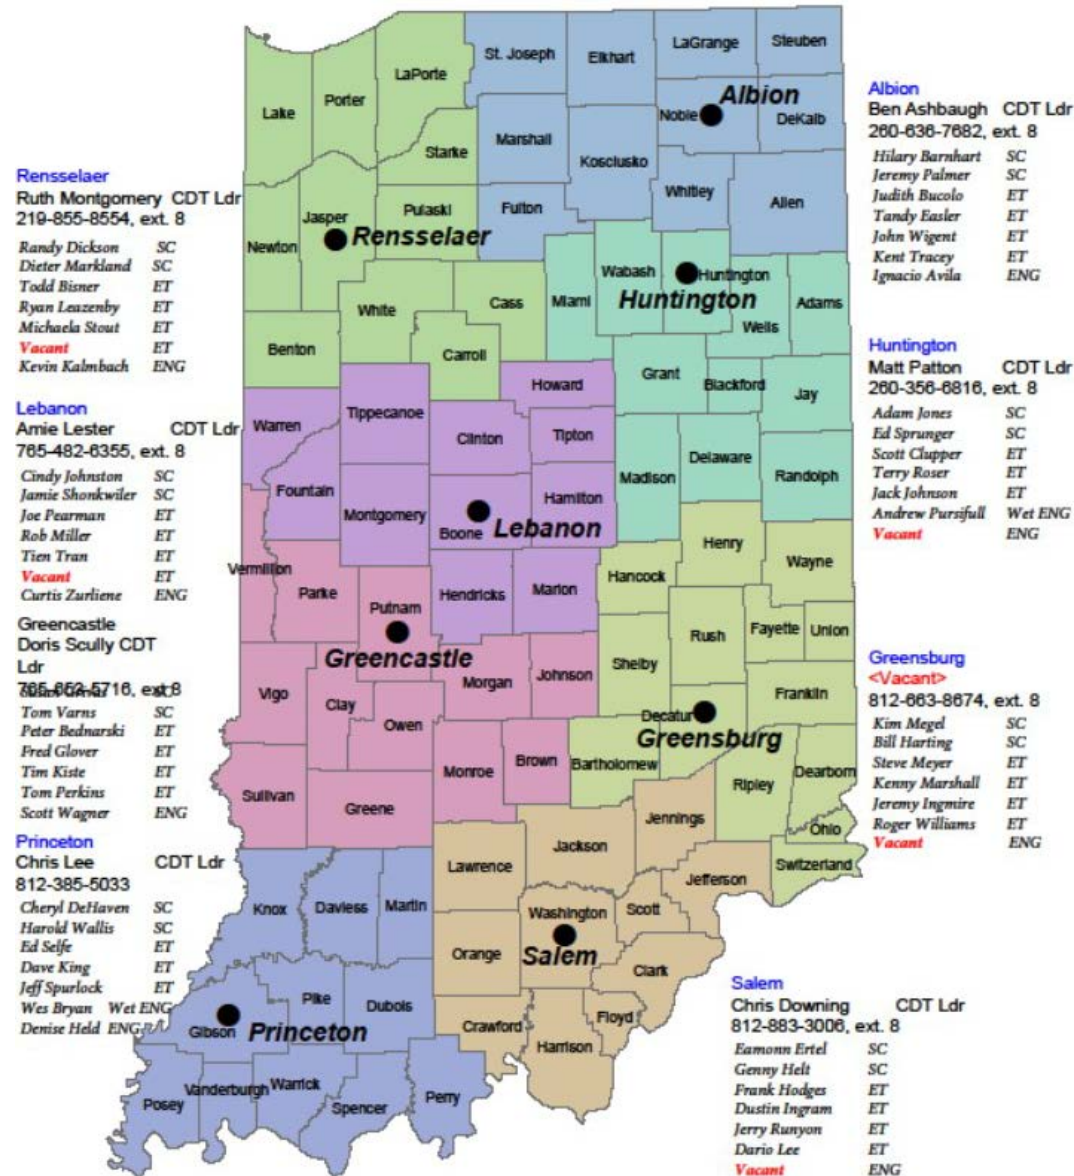 St. Joseph
Elkhart
LaGrange
Steuben
LaPorte
Lake
Porter
Noble
Albion
DeKalb
Marshall
Kosciusko
Starke
Whitley
Allen
Fulton
Pulaski
Jasper
Rensselaer
Newton
Wabash
Huntington
Huntington
Miami
Adams
Wells
White
Cass
Benton
Carroll
Grant
Blackford
Jay
Howard
Tippecanoe
Warren
Clinton
Tipton
Madison
Delaware
Randolph
Fountain
Montgomery
Boone
Lebanon
Hamilton
Henry
Wayne
Vermillion
Parke
Putnam
Hendricks
Marion
Hancock
Greencastle
Rush
Fayette
Union
Shelby
Vigo
Clay
Owen
Morgan
Johnson
Franklin
Decatur
Greensburg
Sullivan
Greene
Monroe
Brown
Bartholomew
Ripley
Dearborn
Ohio
Switzerland
Jennings
Jackson
Lawrence
Jefferson
Knox
Daviess
Martin
Washington
Scott
Orange
Salem
Clark
Pike
Dubois
Gibson
Princeton
Crawford
Floyd
Harrison
Posey
Vanderburgh
Warrick
Spencer
Perry
Rensselaer
Ruth Montgomery CDT Ldr
219-855-8554, ext. 8
Randy Dickson SC
Dieter Markland SC
Todd Bisner ET
Ryan Leazenby ET
Michaela Stout ET
Vacant ET
Kevin Kalmbach ENG
Lebanon
Amie Lester CDT Ldr
765-482-6355, ext. 8
Cindy Johnston SC
Jamie Shonkwiler SC
Joe Pearman ET
Rob Miller ET
Tien Tran ET
Vacant ET
Curtis Zurliene ENG
Greencastle
Doris Scully CDT
Ldr
765-653-5716, ext 8
Tom Varns SC
Peter Bednarski ET
Fred Glover ET
Tim Kiste ET
Tom Perkins ET
Scott Wagner ENG
Princeton
Chris Lee CDT Ldr
812-385-5033
Cheryl DeHaven SC
Harold Wallis SC
Ed Selfe ET
Dave King ET
Jeff Spurlock ET
Wes Bryan Wet ENG
Denise Held ENG
Albion
Ben Ashbaugh CDT Ldr
260-636-7682, ext. 8
Hilary Barnhart SC
Jeremy Palmer SC
Judith Bucolo ET
Tandy Easler ET
John Wigent ET
Kent Tracey ET
Ignacio Avila ENG
Huntington
Matt Patton CDT Ldr
260-356-6816, ext. 8
Adam Jones SC
Ed Sprunger SC
Scott Clupper ET
Terry Roser ET
Jack Johnson ET
Andrew Pursifull Wet ENG
Vacant ENG
Greensburg
<Vacant>
812-663-8674, ext. 8
Kim Megel SC
Bill Harting SC
Steve Meyer ET
Kenny Marshall ET
Jeremy Ingmire ET
Roger Williams ET
Vacant ENG
Salem
Chris Downing CDT Ldr
812-883-3006, ext. 8
Eamonn Ertel SC
Genny Helt SC
Frank Hodges ET
Dustin Ingram ET
Jerry Runyon ET
Dario Lee ET
Vacant ENG